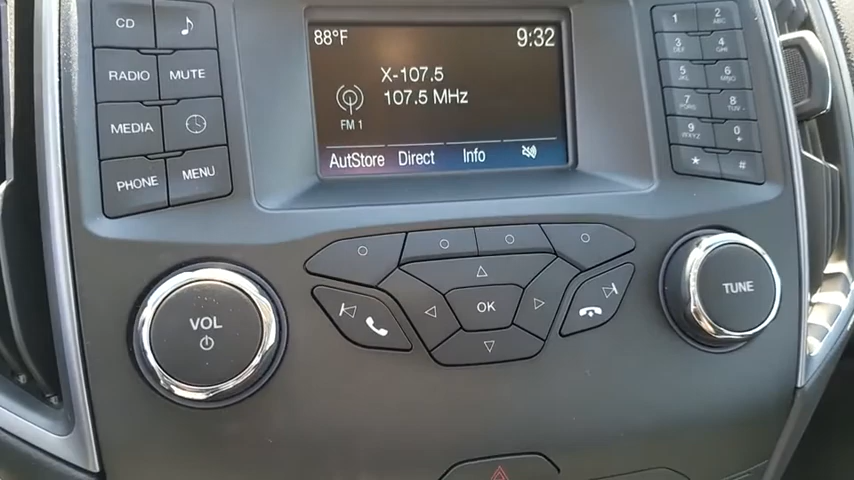 CD
RADIO MUTE
MEDIA
PHONE MENU
88°F 9:32
X-107.5
107.5 MHz
FM 1
AutStore Direct Info
1 2 ABC
3 DEF 4 GHI
5 JKL 6 MNO
7 PQRS 8 TUV
9 WXYZ 0 +
* #
VOL
OK
TUNE